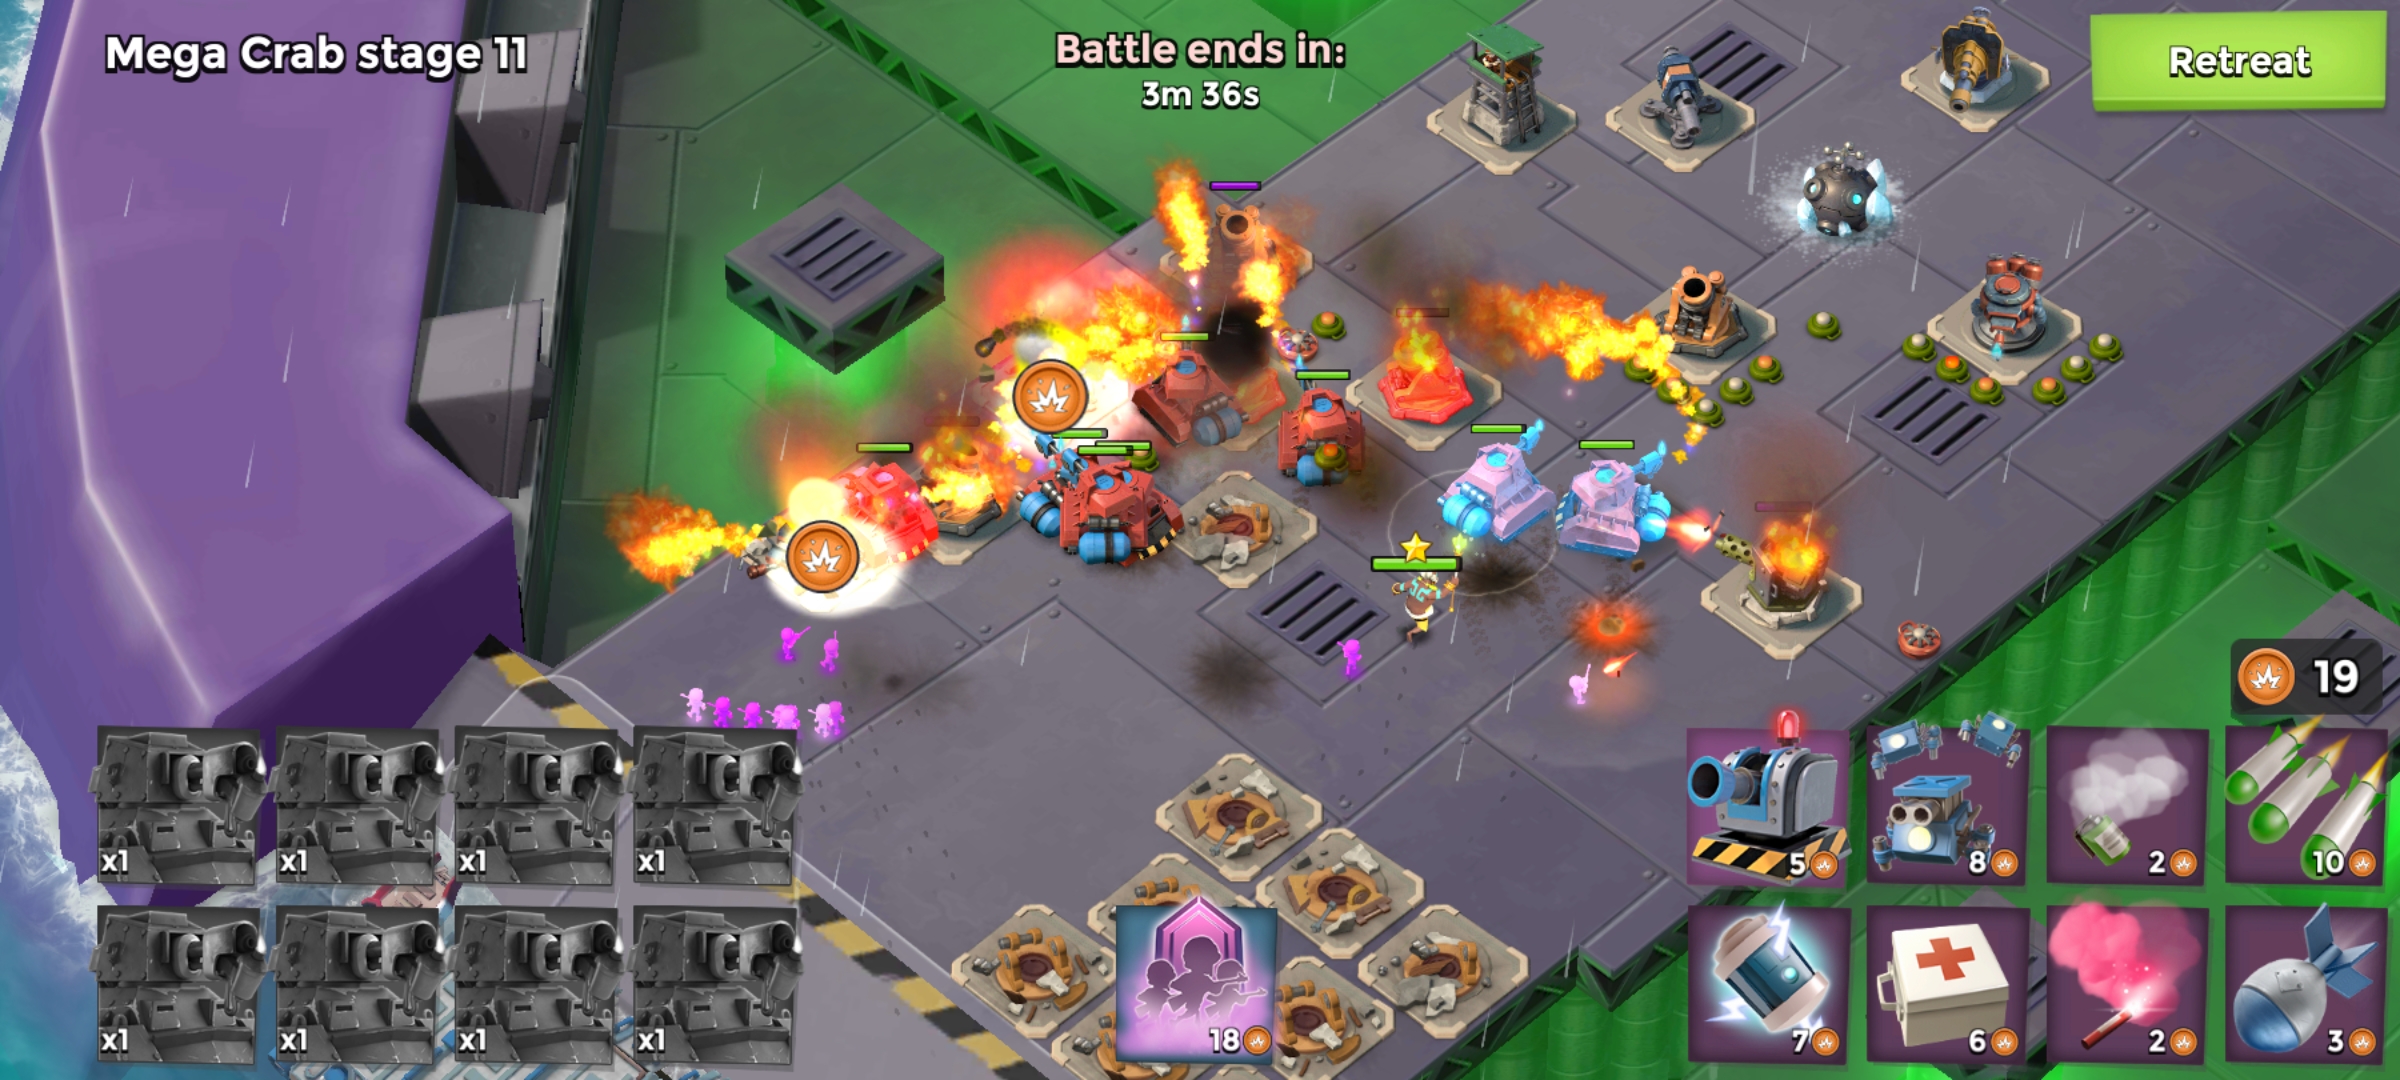 Mega Crab stage 11
Battle ends in:
3m 36s
Retreat
19
x1
x1
x1
x1
5
8
2
10
x1
x1
x1
x1
18
7
6
2
3